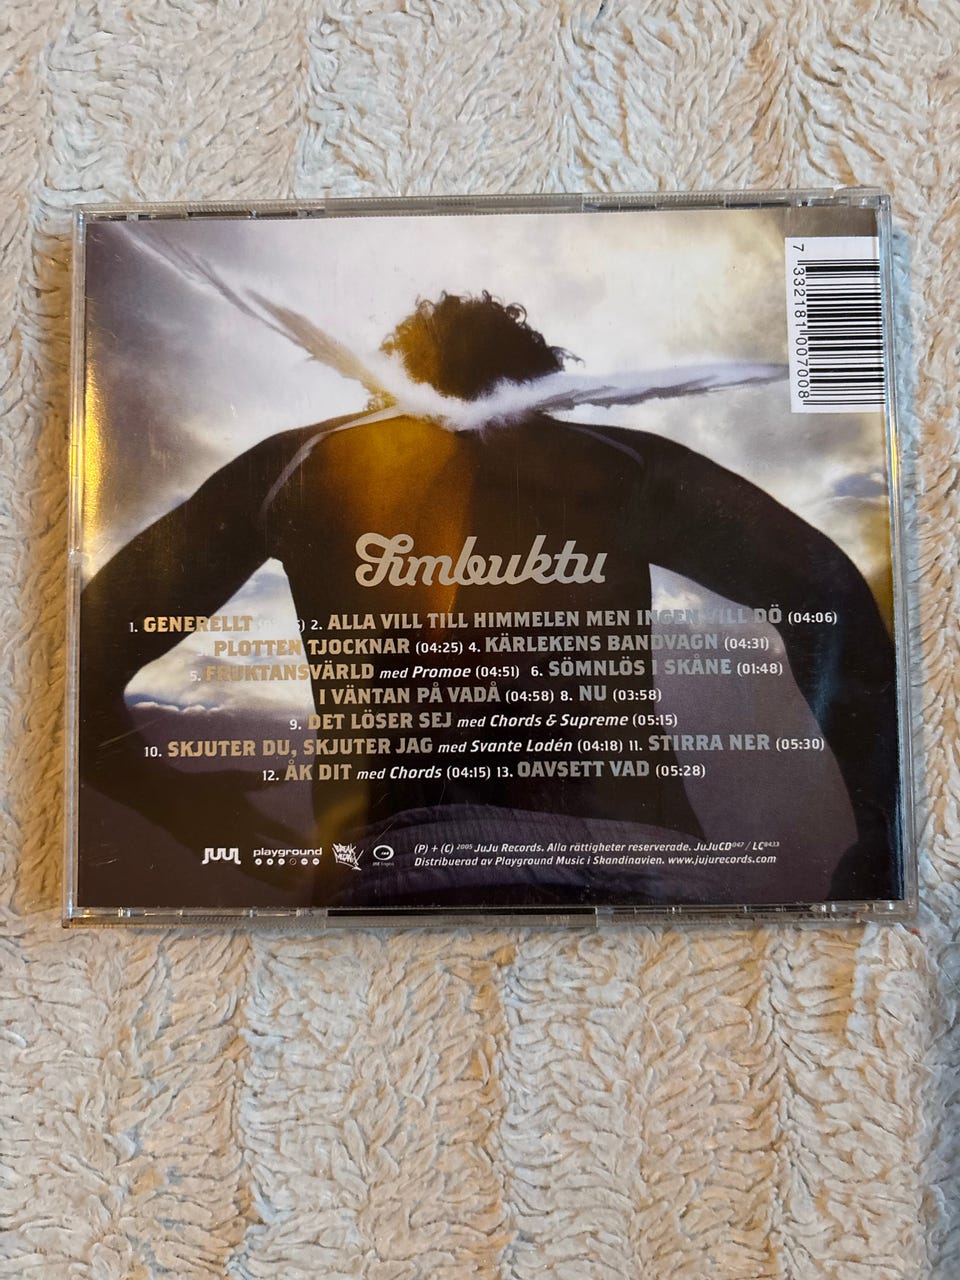 7 332181 007008
Timbuktu
1. GENERELLT 2. ALLA VILL TILL HIMMELEN MEN INGEN VILL DÖ (04:06)
PLOTTEN TJOCKNAR (04:25) 4. KÄRLEKENS BANDVAGN (04:31)
5. FRUKTANSVÄRLD med Promoe (04:51) 6. SÖMNLÖS I SKÅNE (01:48)
I VÄNTAN PÅ VADÅ (04:58) 8. NU (03:58)
9. DET LÖSER SEJ med Chords & Supreme (05:15)
10. SKJUTER DU, SKJUTER JAG med Svante Lodén (04:18) 11. STIRRA NER (05:30)
12. ÅK DIT med Chords (04:15) 13. OAVSETT VAD (05:28)
JUJU playground
(P) + (C) 2005 JuJu Records. Alla rättigheter reserverade. JuJuCD047 / LC0433
Distribuerad av Playground Music i Skandinavien. www.jujurecords.com